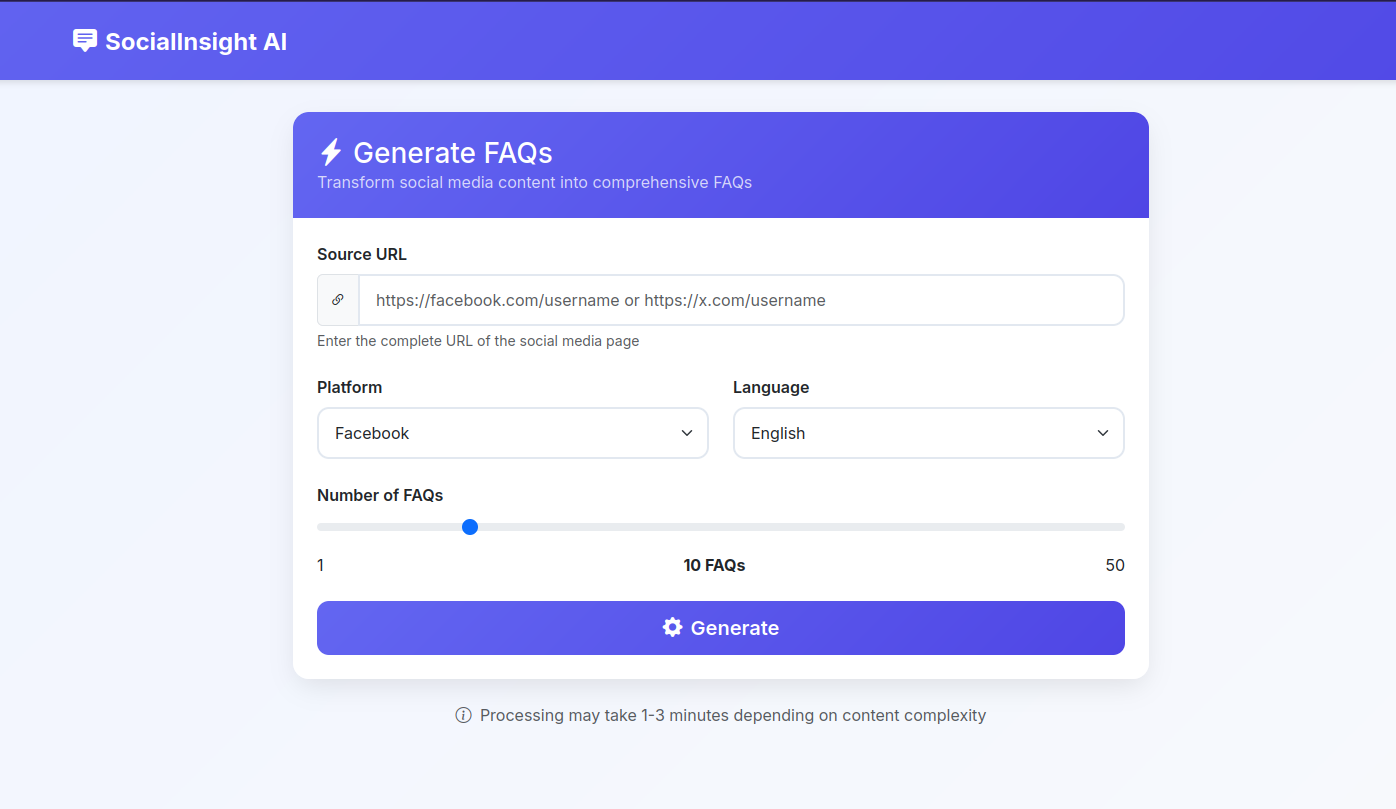 SocialInsight AI
Generate FAQs
Transform social media content into comprehensive FAQs
Source URL
https://facebook.com/username or https://x.com/username
Enter the complete URL of the social media page
Platform
Language
Facebook
English
Number of FAQs
1
10 FAQs
50
Generate
Processing may take 1-3 minutes depending on content complexity